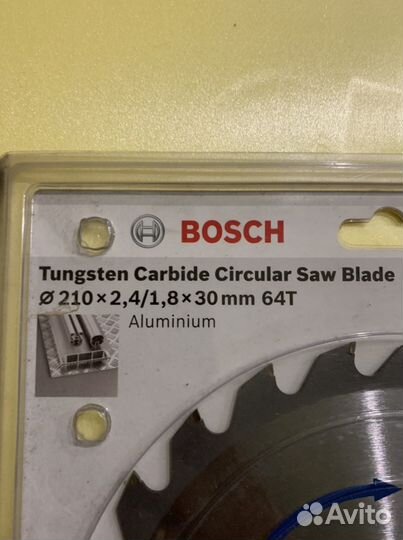 BOSCH
Tungsten Carbide Circular Saw Blade
Ø 210 × 2,4/1,8 × 30 mm 64T
Aluminium
Avito